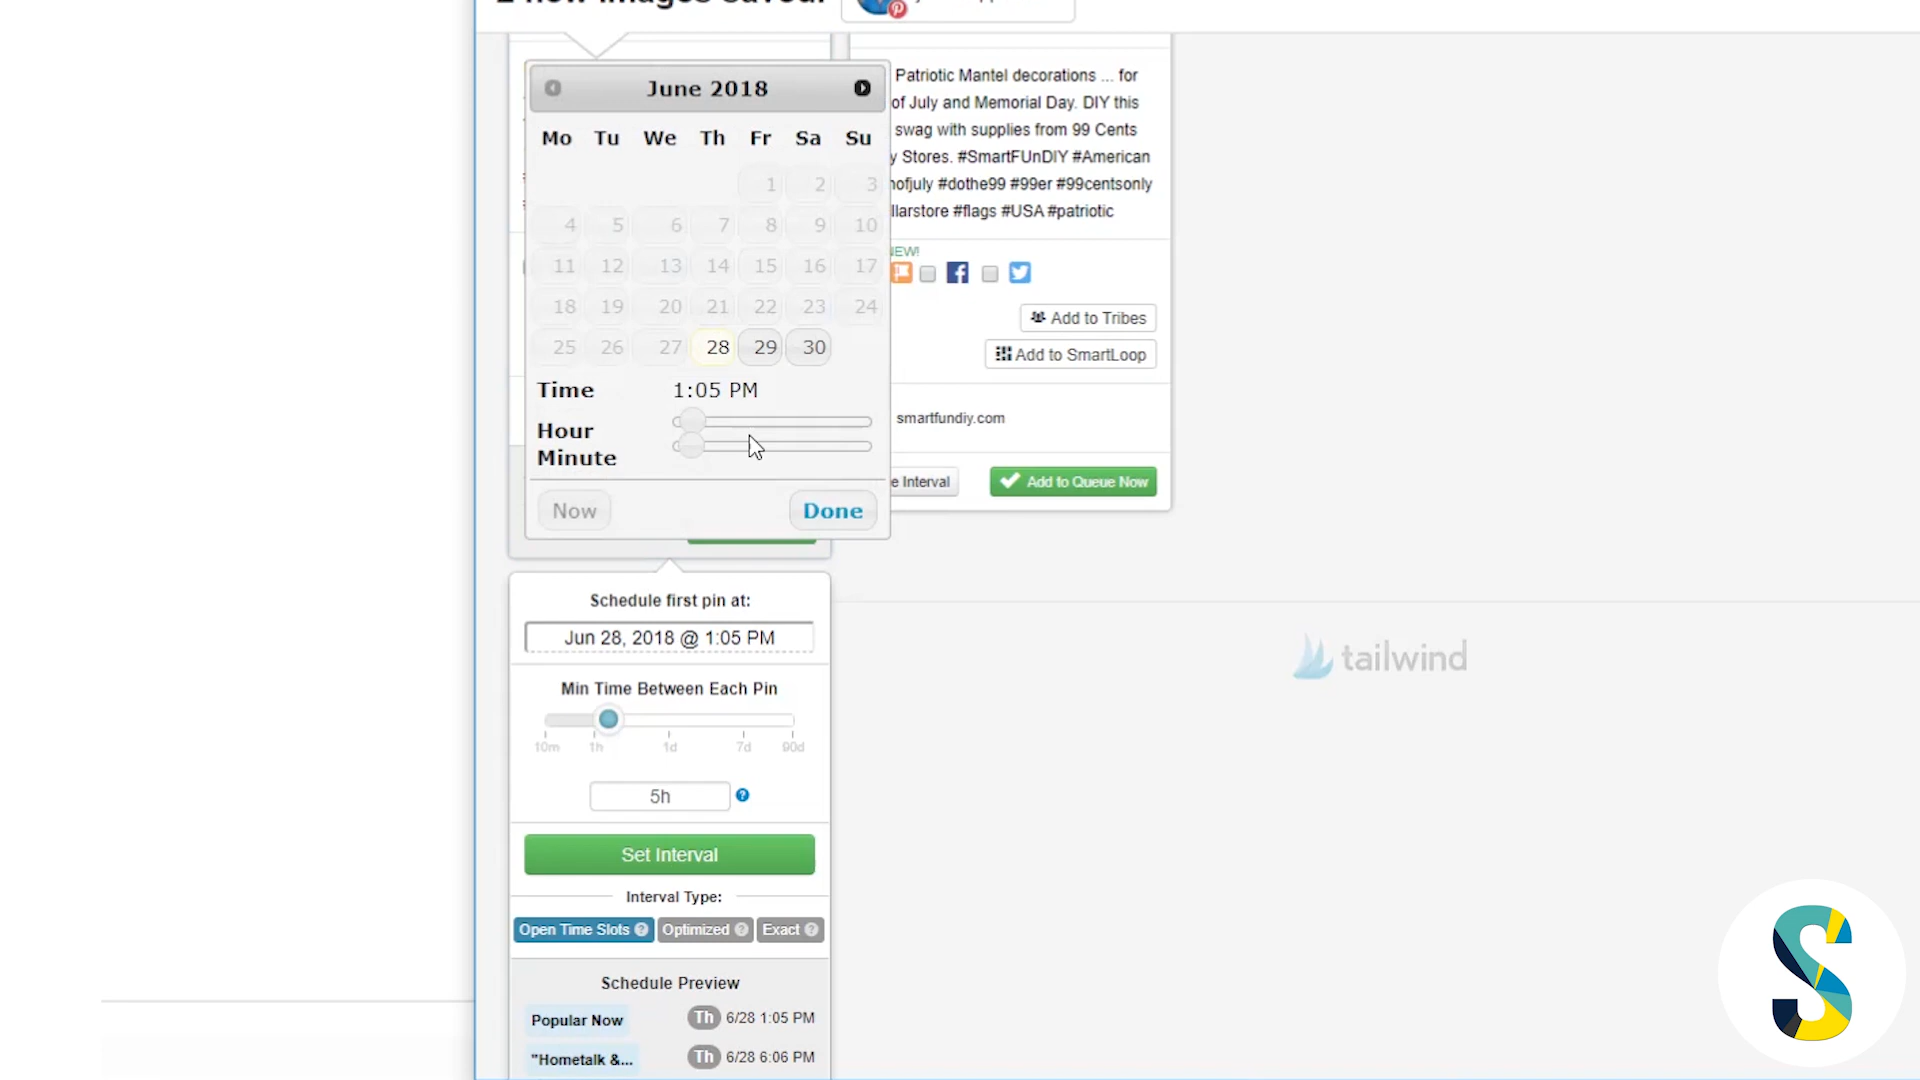 June 2018
Mo Tu We Th Fr Sa Su
1 2 3
4 5 6 7 8 9 10
11 12 13 14 15 16 17
18 19 20 21 22 23 24
25 26 27 28 29 30
Time 1:05 PM
Hour
Minute
Now Done
Patriotic Mantel decorations ... for
of July and Memorial Day. DIY this
swag with supplies from 99 Cents
Stores. #SmartFUnDIY #American
#dothe99 #99er #99centsonly
#flags #USA #patriotic
Add to Tribes
Add to SmartLoop
smartfundiy.com
Interval
Add to Queue Now
Schedule first pin at:
Jun 28, 2018 @ 1:05 PM
Min Time Between Each Pin
10m 1h 1d 7d 90d
5h ?
Set Interval
Interval Type:
Open Time Slots ? Optimized ? Exact ?
Schedule Preview
Popular Now Th 6/28 1:05 PM
"Hometalk &... Th 6/28 6:06 PM
tailwind
S